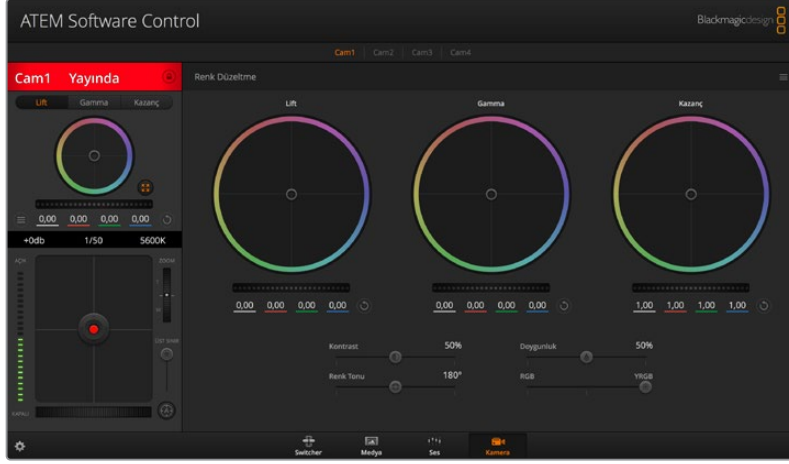 ATEM Software Control
Blackmagicdesign
Cam1 Cam2 Cam3 Cam4
Cam1 Yayında
Renk Düzeltme
Lift Gamma Kazanç
Lift Gamma Kazanç
0,00 0,00 0,00 0,00
+0db 1/50 5600K
AÇIK
ZOOM
T
W
ÜST SINIR
KAPALI
0,00 0,00 0,00 0,00
0,00 0,00 0,00 0,00
1,00 1,00 1,00 1,00
Kontrast 50%
Doygunluk 50%
Renk Tonu 180°
RGB YRGB
Switcher Medya Ses Kamera